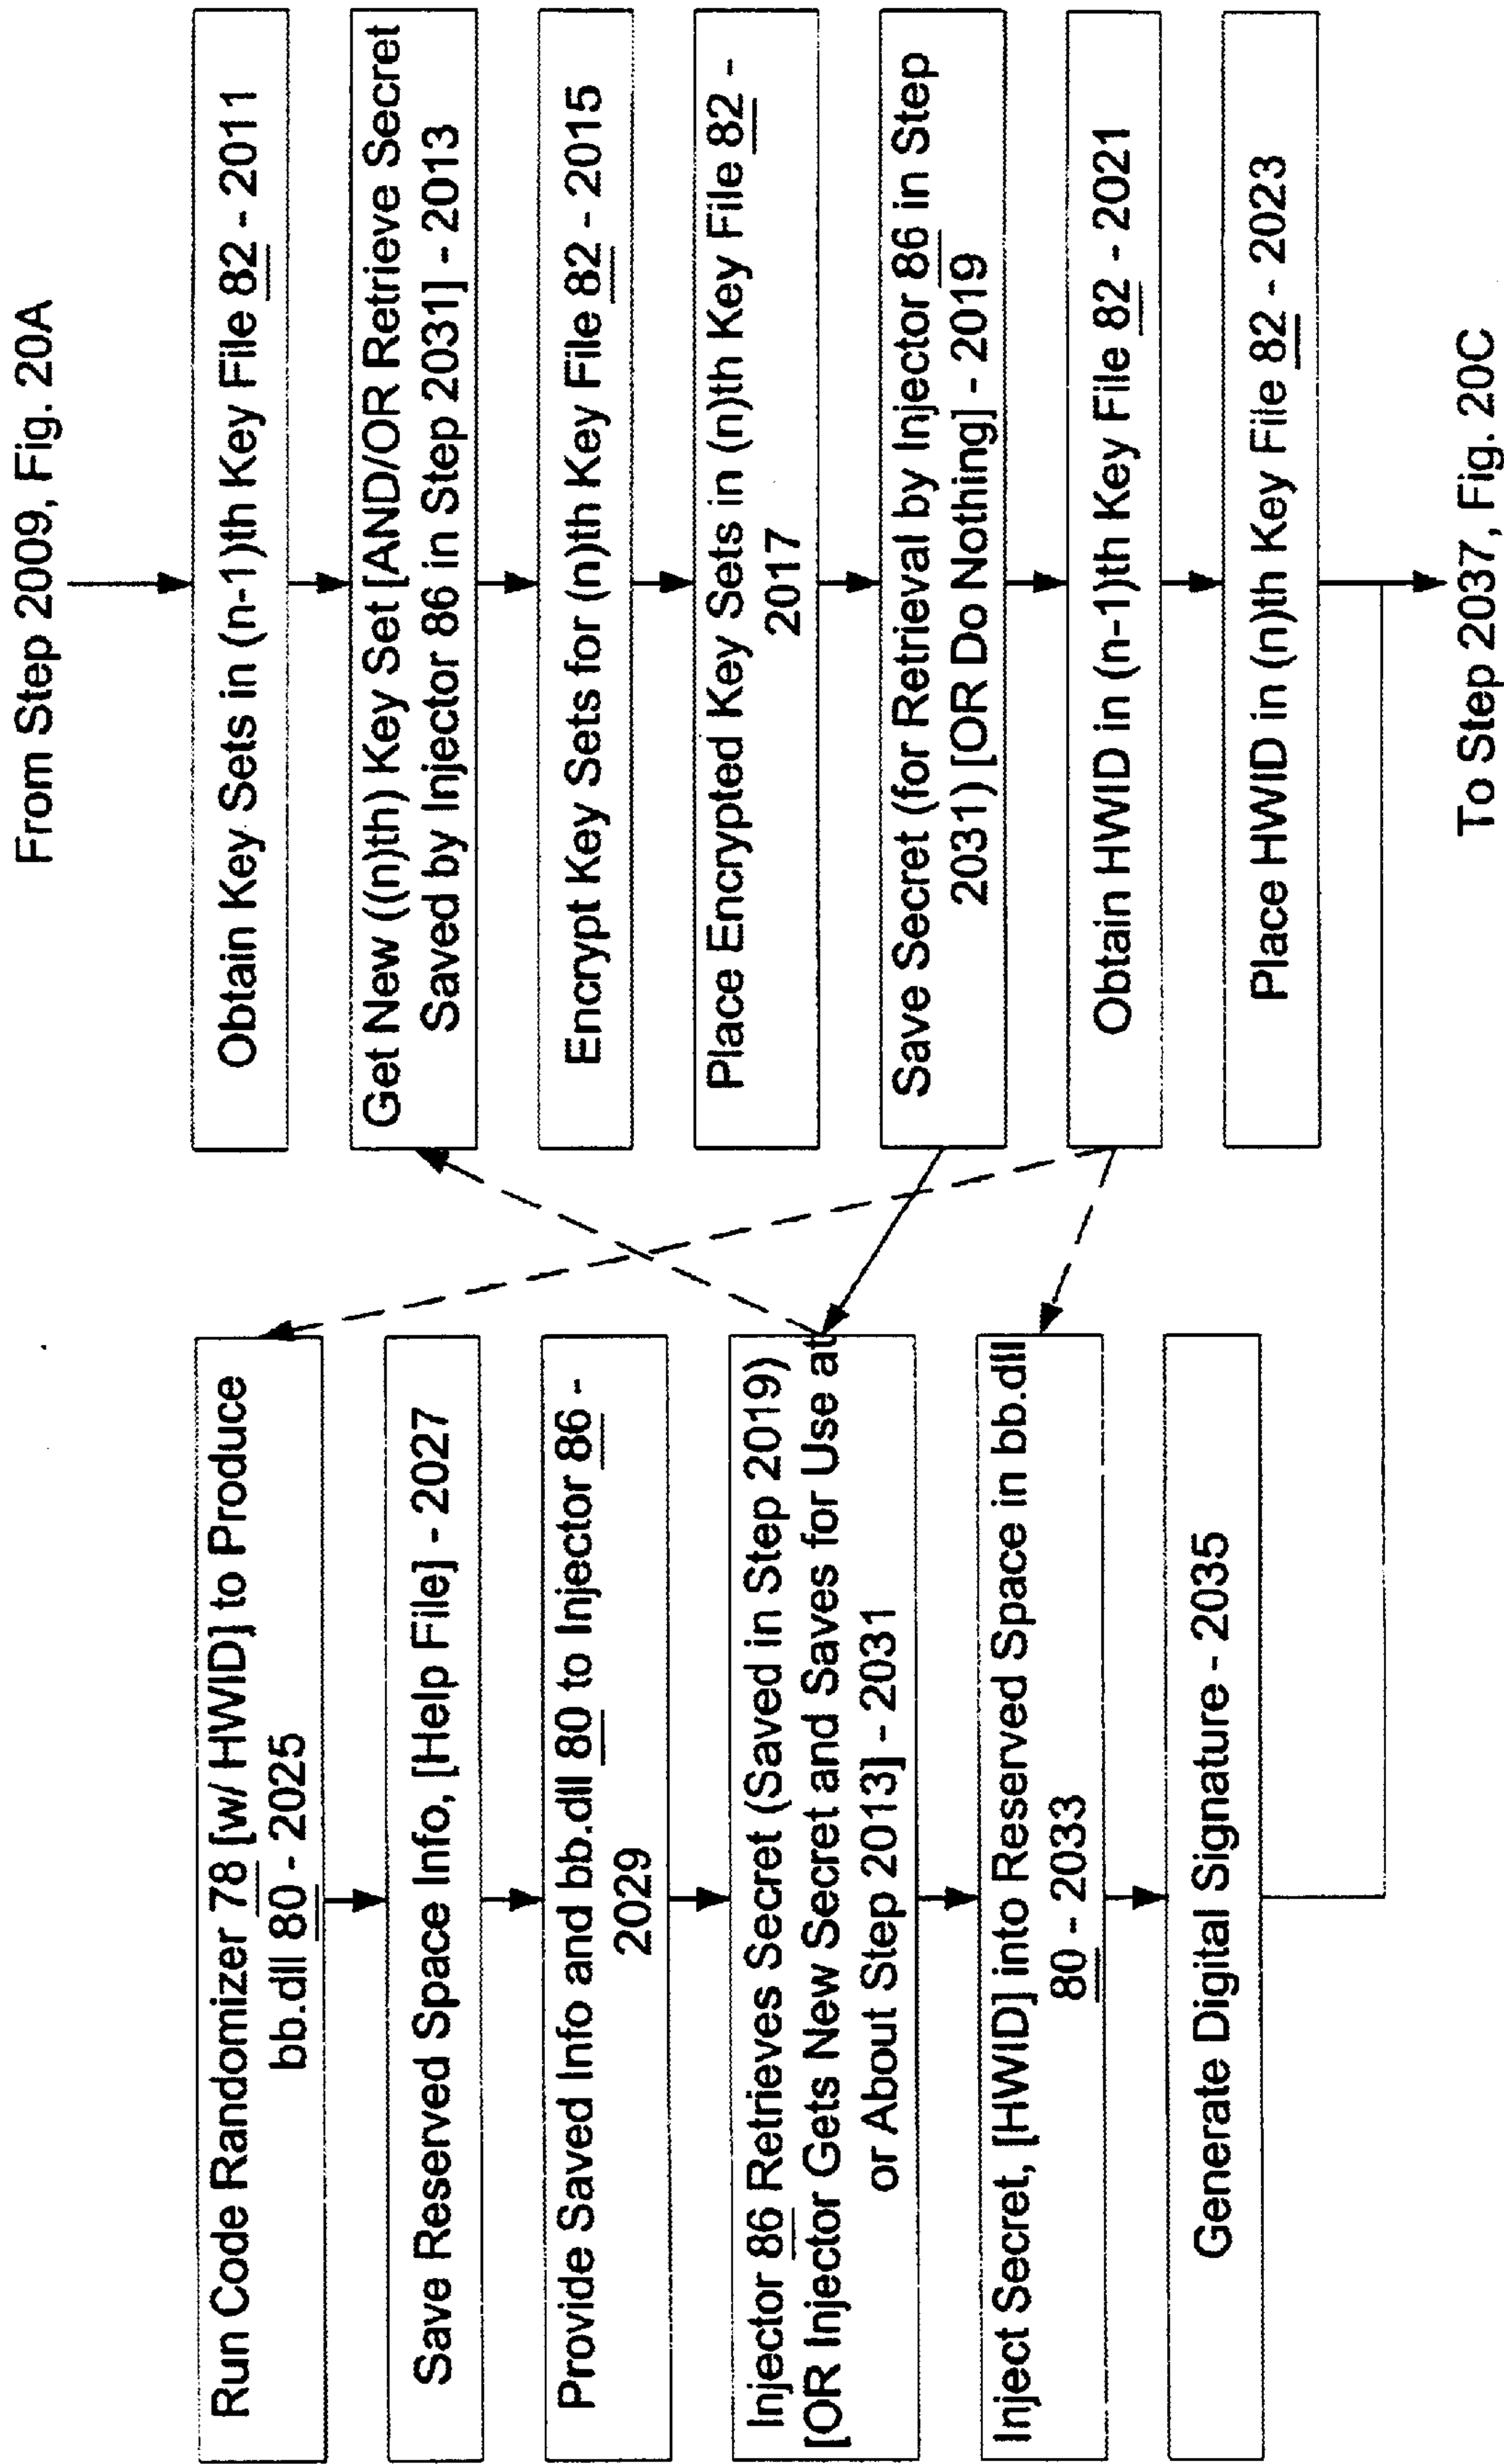 From Step 2009, Fig. 20A
Obtain Key Sets in (n-1)th Key File 82 - 2011
Get New ((n)th) Key Set [AND/OR Retrieve Secret
Saved by Injector 86 in Step 2031] - 2013
Encrypt Key Sets for (n)th Key File 82 - 2015
Place Encrypted Key Sets in (n)th Key File 82 -
2017
Save Secret (for Retrieval by Injector 86 in Step
2031) [OR Do Nothing] - 2019
Obtain HWID in (n-1)th Key File 82 - 2021
Place HWID in (n)th Key File 82 - 2023
Run Code Randomizer 78 [w/ HWID] to Produce
bb.dll 80 - 2025
Save Reserved Space Info, [Help File] - 2027
Provide Saved Info and bb.dll 80 to Injector 86 -
2029
Injector 86 Retrieves Secret (Saved in Step 2019)
[OR Injector Gets New Secret and Saves for Use at
or About Step 2013] - 2031
Inject Secret, [HWID] into Reserved Space in bb.dll
80 - 2033
Generate Digital Signature - 2035
To Step 2037, Fig. 20C